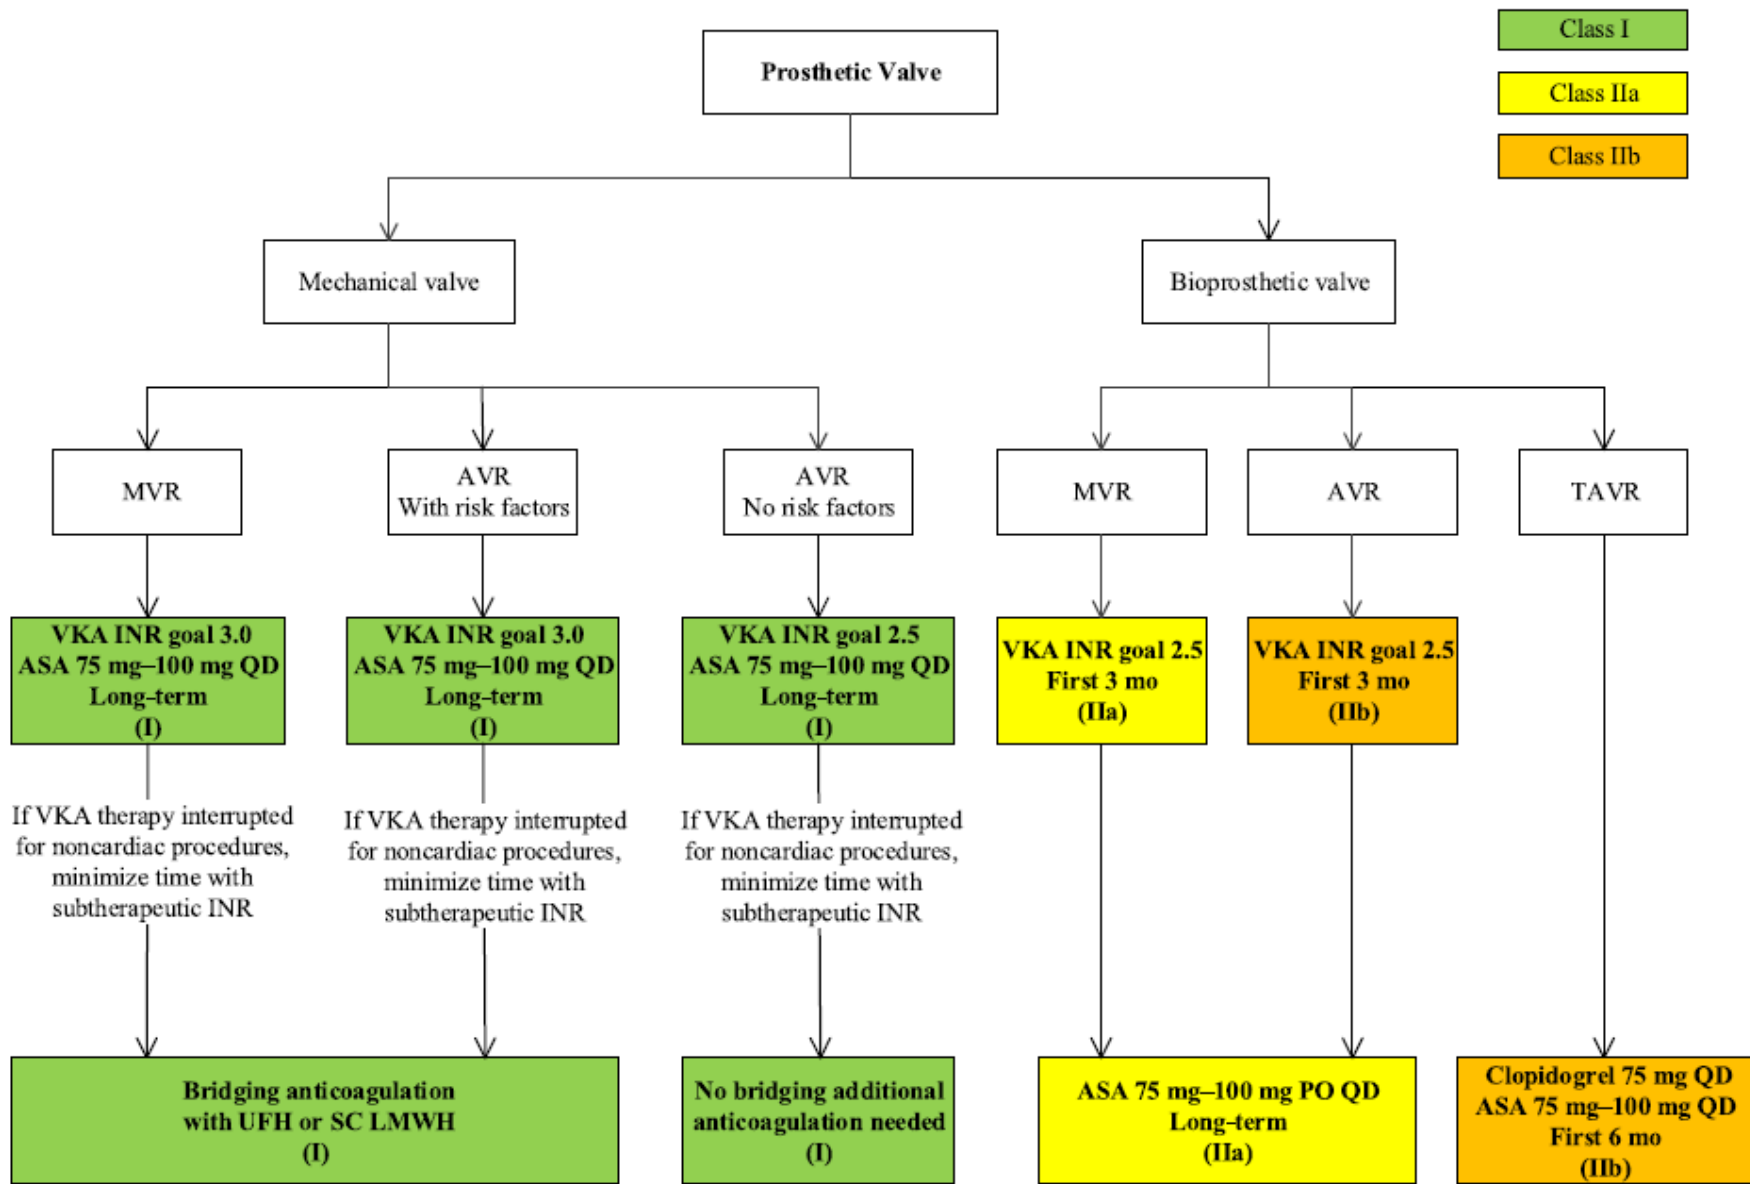 Class I
Class IIa
Class IIb
Prosthetic Valve
Mechanical valve
Bioprosthetic valve
MVR
AVR
With risk factors
AVR
No risk factors
MVR
AVR
TAVR
VKA INR goal 3.0
ASA 75 mg–100 mg QD
Long–term
(I)
VKA INR goal 3.0
ASA 75 mg–100 mg QD
Long–term
(I)
VKA INR goal 2.5
ASA 75 mg–100 mg QD
Long–term
(I)
VKA INR goal 2.5
First 3 mo
(IIa)
VKA INR goal 2.5
First 3 mo
(IIb)
If VKA therapy interrupted
for noncardiac procedures,
minimize time with
subtherapeutic INR
If VKA therapy interrupted
for noncardiac procedures,
minimize time with
subtherapeutic INR
If VKA therapy interrupted
for noncardiac procedures,
minimize time with
subtherapeutic INR
Bridging anticoagulation
with UFH or SC LMWH
(I)
No bridging additional
anticoagulation needed
(I)
ASA 75 mg–100 mg PO QD
Long–term
(IIa)
Clopidogrel 75 mg QD
ASA 75 mg–100 mg QD
First 6 mo
(IIb)